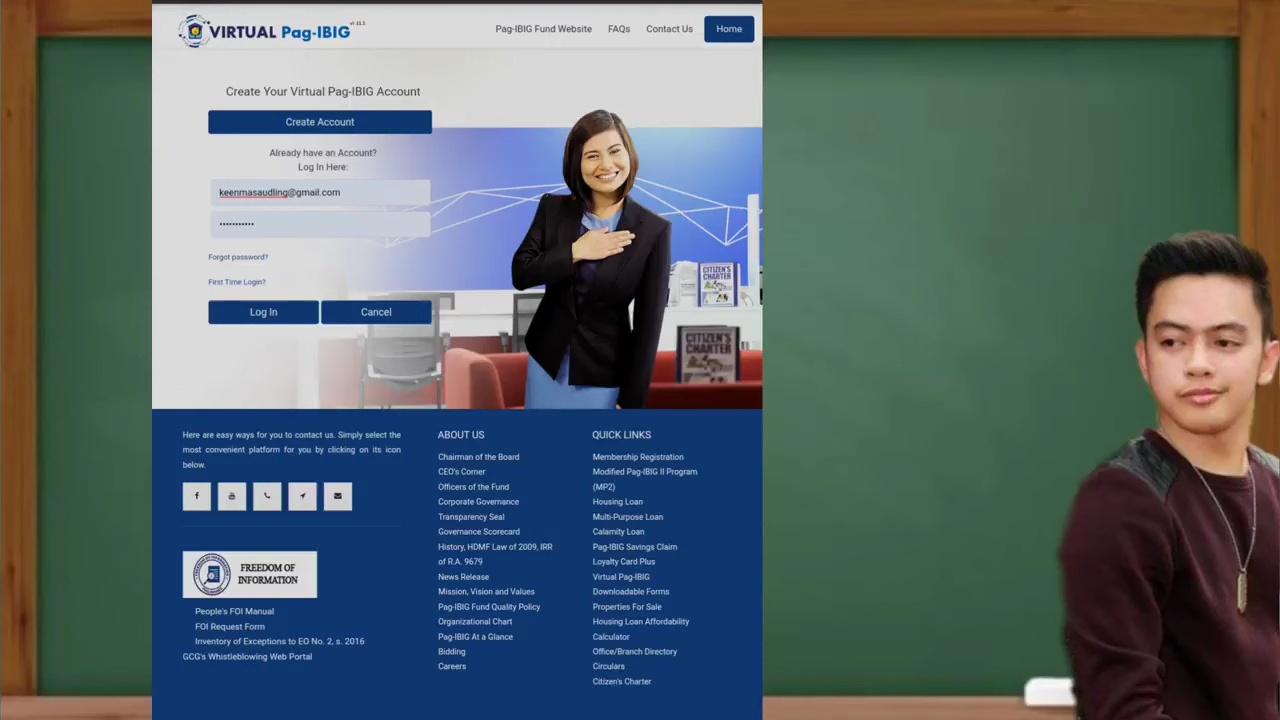 VIRTUAL Pag-IBIG v1.11.3
Pag-IBIG Fund Website
FAQs
Contact Us
Home
Create Your Virtual Pag-IBIG Account
Create Account
Already have an Account?
Log In Here:
keenmasaudling@gmail.com
•••••••••••
Forgot password?
First Time Login?
Log In
Cancel
CITIZEN'S
CHARTER
CITIZEN'S
CHARTER
Here are easy ways for you to contact us. Simply select the
most convenient platform for you by clicking on its icon
below.
FREEDOM OF
INFORMATION
People's FOI Manual
FOI Request Form
Inventory of Exceptions to EO No. 2, s. 2016
GCG's Whistleblowing Web Portal
ABOUT US
Chairman of the Board
CEO's Corner
Officers of the Fund
Corporate Governance
Transparency Seal
Governance Scorecard
History, HDMF Law of 2009, IRR
of R.A. 9679
News Release
Mission, Vision and Values
Pag-IBIG Fund Quality Policy
Organizational Chart
Pag-IBIG At a Glance
Bidding
Careers
QUICK LINKS
Membership Registration
Modified Pag-IBIG II Program
(MP2)
Housing Loan
Multi-Purpose Loan
Calamity Loan
Pag-IBIG Savings Claim
Loyalty Card Plus
Virtual Pag-IBIG
Downloadable Forms
Properties For Sale
Housing Loan Affordability
Calculator
Office/Branch Directory
Circulars
Citizen's Charter